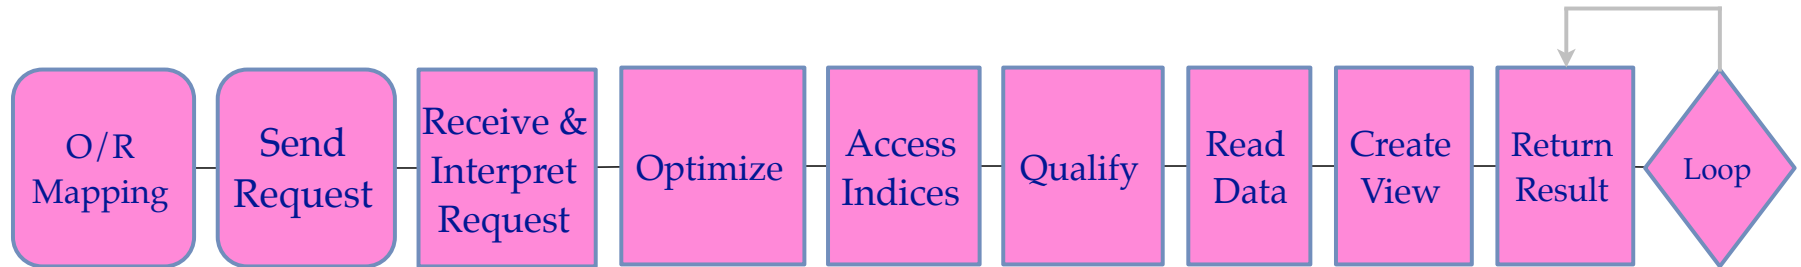 O/R
Mapping
Send
Request
Receive &
Interpret
Request
Optimize
Access
Indices
Qualify
Read
Data
Create
View
Return
Result
Loop